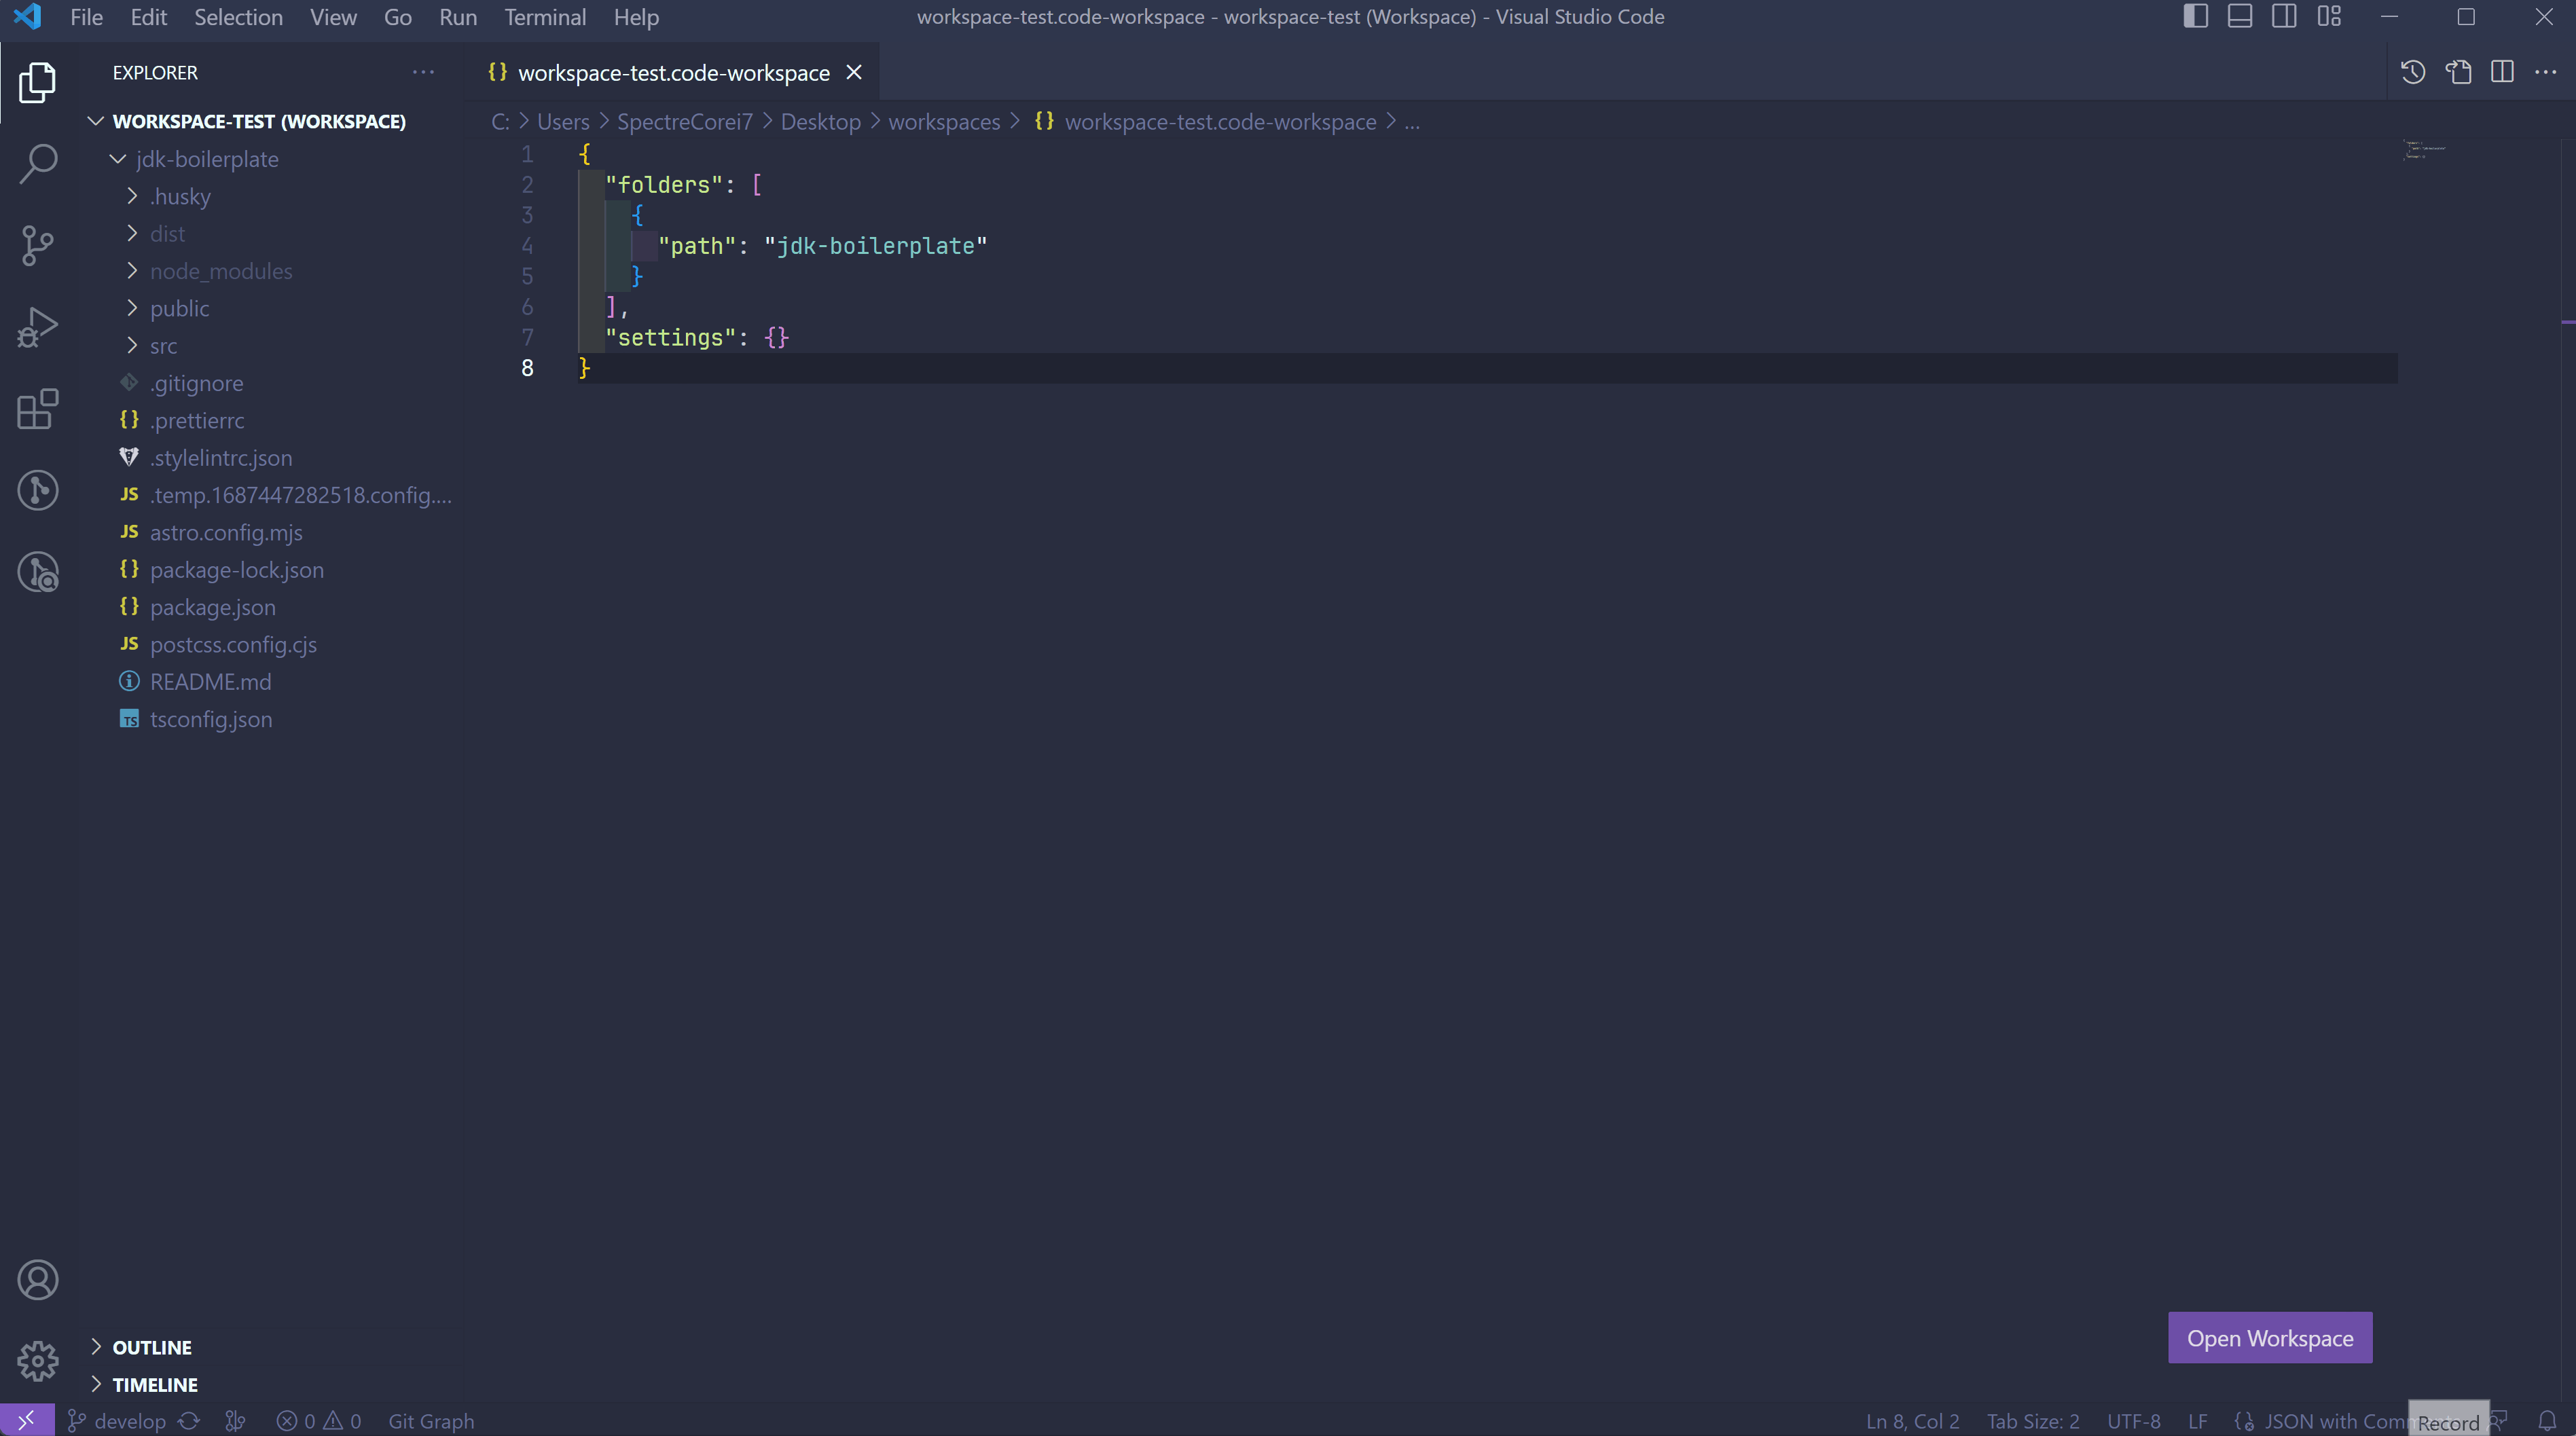 File Edit Selection View Go Run Terminal Help workspace-test.code-workspace - workspace-test (Workspace) - Visual Studio Code
EXPLORER
workspace-test.code-workspace
WORKSPACE-TEST (WORKSPACE)
C: > Users > SpectreCorei7 > Desktop > workspaces > {} workspace-test.code-workspace > ...
jdk-boilerplate
.husky
dist
node_modules
public
src
.gitignore
.prettierrc
.stylelintrc.json
.temp.1687447282518.config....
astro.config.mjs
package-lock.json
package.json
postcss.config.cjs
README.md
tsconfig.json
1 {
2 "folders": [
3 {
4 "path": "jdk-boilerplate"
5 }
6 ],
7 "settings": {}
8 }
Open Workspace
OUTLINE
TIMELINE
develop 0 0 Git Graph Ln 8, Col 2 Tab Size: 2 UTF-8 LF JSON with Record